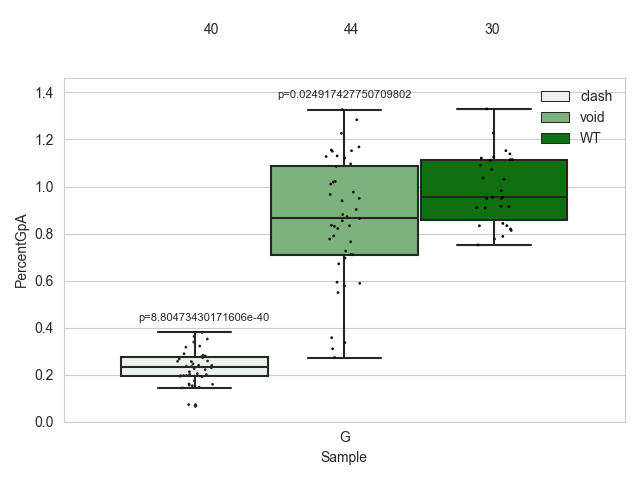 40 44 30
p=0.024917427750709802
p=8.80473430171606e-40
clash
void
WT
PercentGpA
1.4
1.2
1.0
0.8
0.6
0.4
0.2
0.0
G
Sample